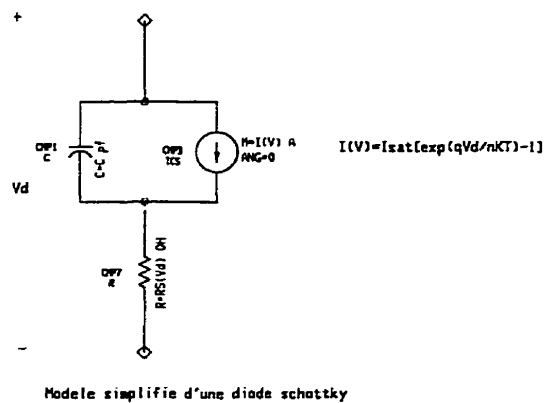 +
CMP1
C
C=C pf
CMP3
ICS
M=I(V) A
ANG=0
I(V)=Isat[exp(qVd/nKT)-1]
Vd
CMP7
R
R=RS(Vd) OH
-
Modele simplifie d'une diode schottky